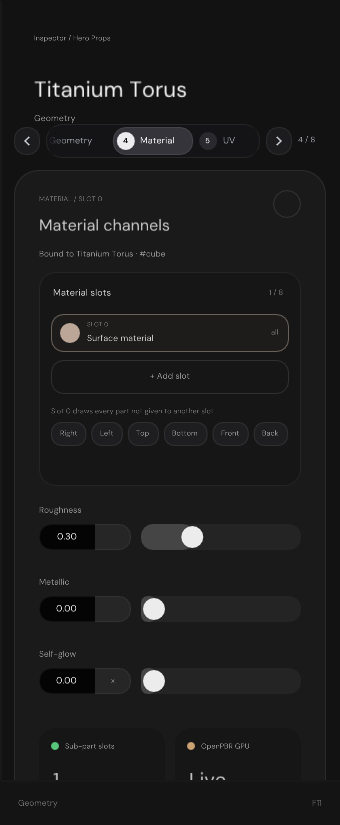 Inspector / Hero Props
Titanium Torus
Geometry
Geometry 4 Material 5 UV 4 / 8
MATERIAL / SLOT 0
Material channels
Bound to Titanium Torus · #cube
Material slots 1 / 8
SLOT 0
Surface material all
+ Add slot
Slot 0 draws every part not given to another slot
Right Left Top Bottom Front Back
Roughness
0.30
Metallic
0.00
Self-glow
0.00 ×
Sub-part slots OpenPBR GPU
1 Live
Geometry F11